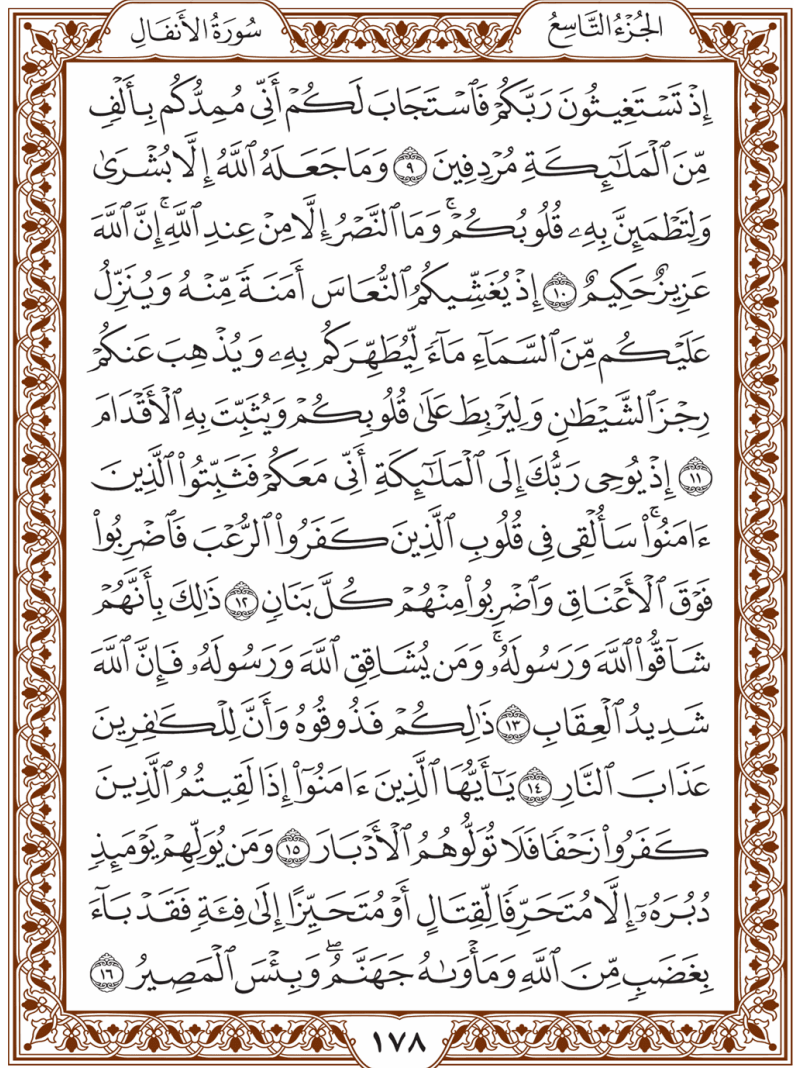 الجُزْءُ التَّاسِعُ
سُورَةُ الأَنفَالِ
إِذْ تَسْتَغِيثُونَ رَبَّكُمْ فَٱسْتَجَابَ لَكُمْ أَنِّي مُمِدُّكُم بِأَلْفٍ
مِّنَ ٱلْمَلَٰٓئِكَةِ مُرْدِفِينَ ٩ وَمَا جَعَلَهُ ٱللَّهُ إِلَّا بُشْرَىٰ
وَلِتَطْمَئِنَّ بِهِۦ قُلُوبُكُمْ ۚ وَمَا ٱلنَّصْرُ إِلَّا مِنْ عِندِ ٱللَّهِ ۚ إِنَّ ٱللَّهَ
عَزِيزٌ حَكِيمٌ ١٠ إِذْ يُغَشِّيكُمُ ٱلنُّعَاسَ أَمَنَةً مِّنْهُ وَيُنَزِّلُ
عَلَيْكُم مِّنَ ٱلسَّمَآءِ مَآءً لِّيُطَهِّرَكُم بِهِۦ وَيُذْهِبَ عَنكُمْ
رِجْزَ ٱلشَّيْطَٰنِ وَلِيَرْبِطَ عَلَىٰ قُلُوبِكُمْ وَيُثَبِّتَ بِهِ ٱلْأَقْدَامَ
١١ إِذْ يُوحِي رَبُّكَ إِلَى ٱلْمَلَٰٓئِكَةِ أَنِّي مَعَكُمْ فَثَبِّتُوا۟ ٱلَّذِينَ
ءَامَنُوا۟ ۚ سَأُلْقِي فِي قُلُوبِ ٱلَّذِينَ كَفَرُوا۟ ٱلرُّعْبَ فَٱضْرِبُوا۟
فَوْقَ ٱلْأَعْنَاقِ وَٱضْرِبُوا۟ مِنْهُمْ كُلَّ بَنَانٍ ١٢ ذَٰلِكَ بِأَنَّهُمْ
شَآقُّوا۟ ٱللَّهَ وَرَسُولَهُۥ ۚ وَمَن يُشَاقِقِ ٱللَّهَ وَرَسُولَهُۥ فَإِنَّ ٱللَّهَ
شَدِيدُ ٱلْعِقَابِ ١٣ ذَٰلِكُمْ فَذُوقُوهُ وَأَنَّ لِلْكَٰفِرِينَ
عَذَابَ ٱلنَّارِ ١٤ يَٰٓأَيُّهَا ٱلَّذِينَ ءَامَنُوٓا۟ إِذَا لَقِيتُمُ ٱلَّذِينَ
كَفَرُوا۟ زَحْفًا فَلَا تُوَلُّوهُمُ ٱلْأَدْبَارَ ١٥ وَمَن يُوَلِّهِمْ يَوْمَئِذٍ
دُبُرَهُۥٓ إِلَّا مُتَحَرِّفًا لِّقِتَالٍ أَوْ مُتَحَيِّزًا إِلَىٰ فِئَةٍ فَقَدْ بَآءَ
بِغَضَبٍ مِّنَ ٱللَّهِ وَمَأْوَىٰهُ جَهَنَّمُ ۖ وَبِئْسَ ٱلْمَصِيرُ ١٦
١٧٨